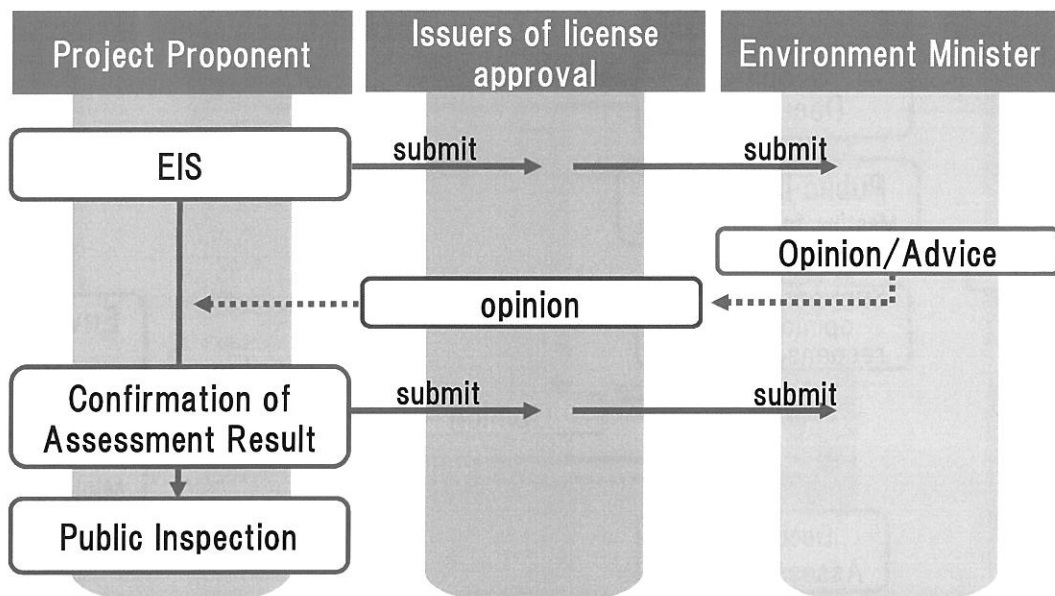 Project Proponent
Issuers of license
approval
Environment Minister
EIS
submit
submit
Opinion/Advice
opinion
Confirmation of
Assessment Result
submit
submit
Public Inspection